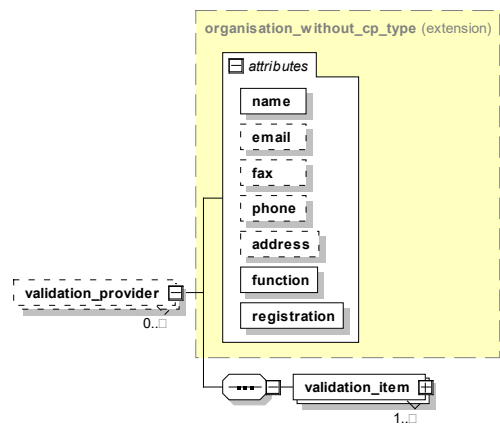 organisation_without_cp_type (extension)
attributes
name
email
fax
phone
address
function
registration
validation_provider
0..□
validation_item
1..□